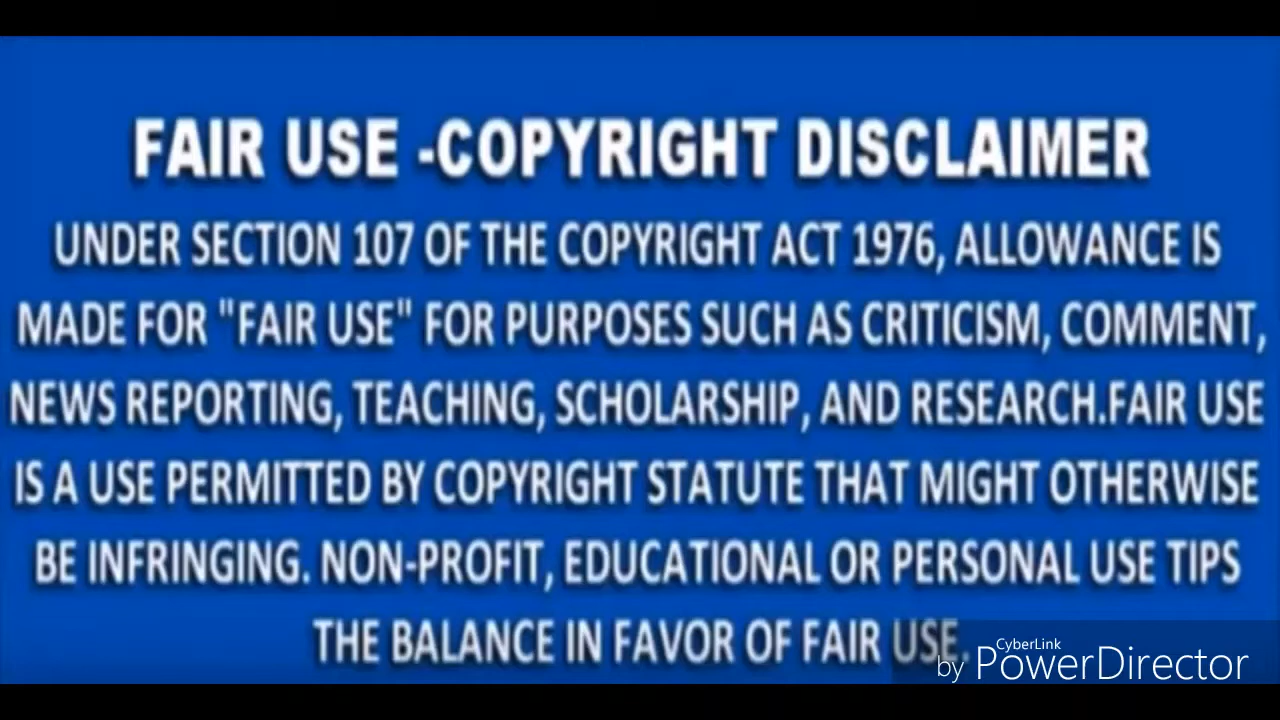 FAIR USE -COPYRIGHT DISCLAIMER
UNDER SECTION 107 OF THE COPYRIGHT ACT 1976, ALLOWANCE IS
MADE FOR "FAIR USE" FOR PURPOSES SUCH AS CRITICISM, COMMENT,
NEWS REPORTING, TEACHING, SCHOLARSHIP, AND RESEARCH.FAIR USE
IS A USE PERMITTED BY COPYRIGHT STATUTE THAT MIGHT OTHERWISE
BE INFRINGING. NON-PROFIT, EDUCATIONAL OR PERSONAL USE TIPS
THE BALANCE IN FAVOR OF FAIR USE.
CyberLink
by PowerDirector